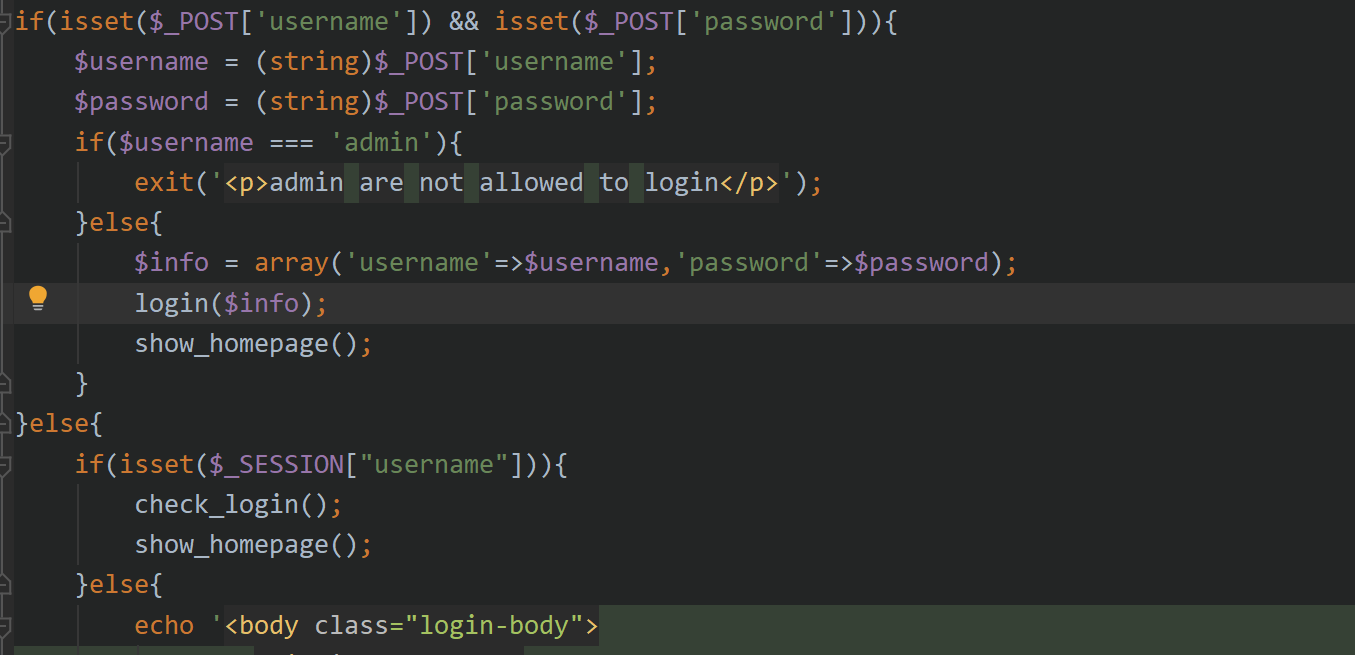 if(isset($_POST['username']) && isset($_POST['password'])){
    $username = (string)$_POST['username'];
    $password = (string)$_POST['password'];
    if($username === 'admin'){
        exit('<p>admin are not allowed to login</p>');
    }else{
        $info = array('username'=>$username,'password'=>$password);
        login($info);
        show_homepage();
    }
}else{
    if(isset($_SESSION["username"])){
        check_login();
        show_homepage();
    }else{
        echo '<body class="login-body">